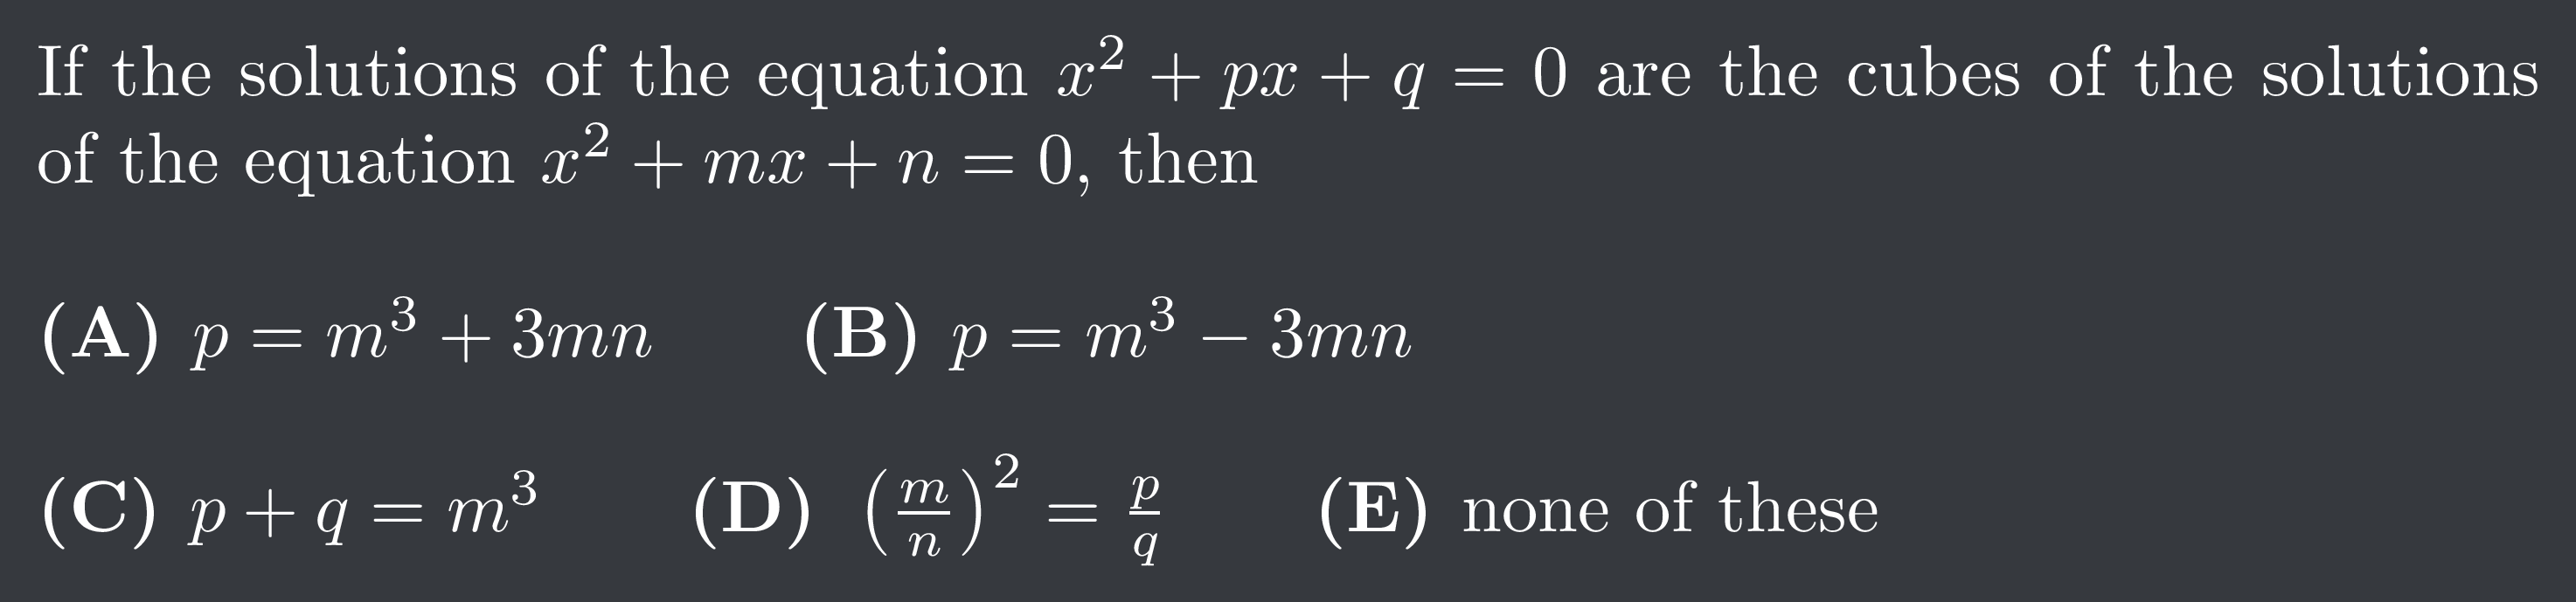 If the solutions of the equation $x^2 + px + q = 0$ are the cubes of the solutions
of the equation $x^2 + mx + n = 0$, then
(A) $p = m^3 + 3mn$ (B) $p = m^3 - 3mn$
(C) $p + q = m^3$ (D) $\left(\frac{m}{n}\right)^2 = \frac{p}{q}$ (E) none of these